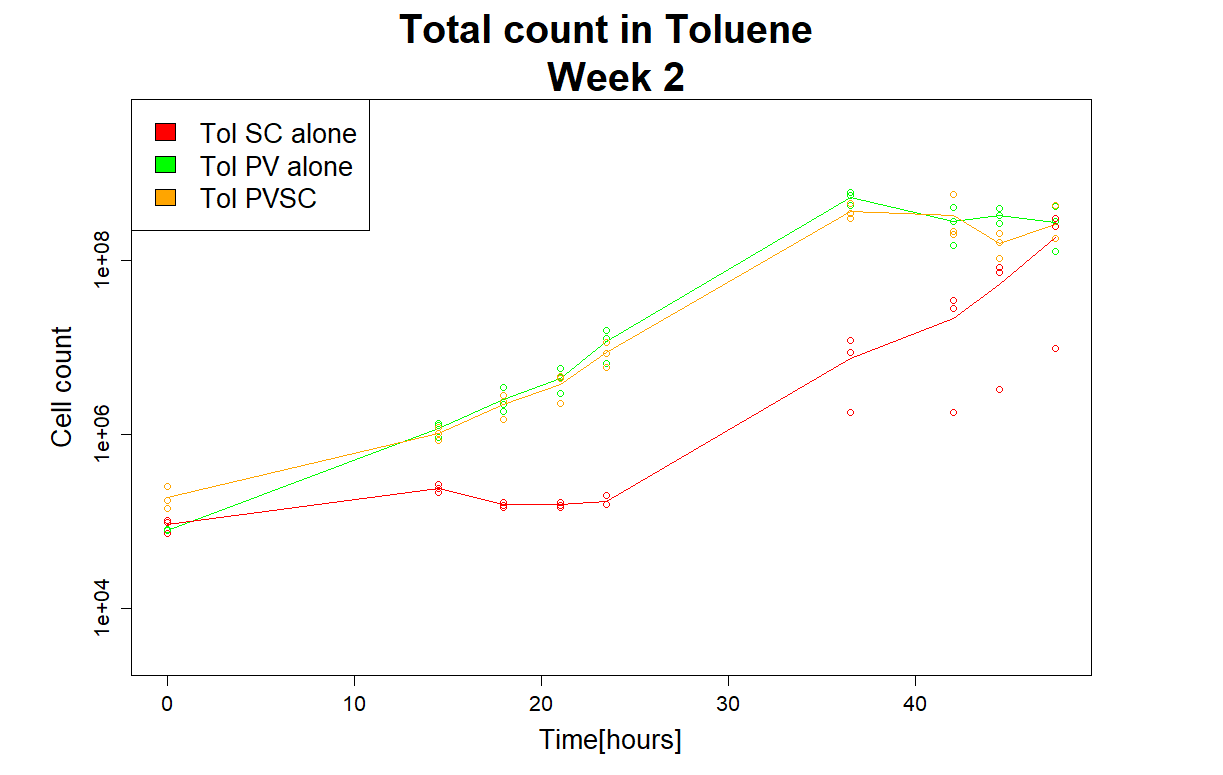 Total count in Toluene
Week 2
Tol SC alone
Tol PV alone
Tol PVSC
Cell count
1e+08
1e+06
1e+04
0 10 20 30 40
Time[hours]